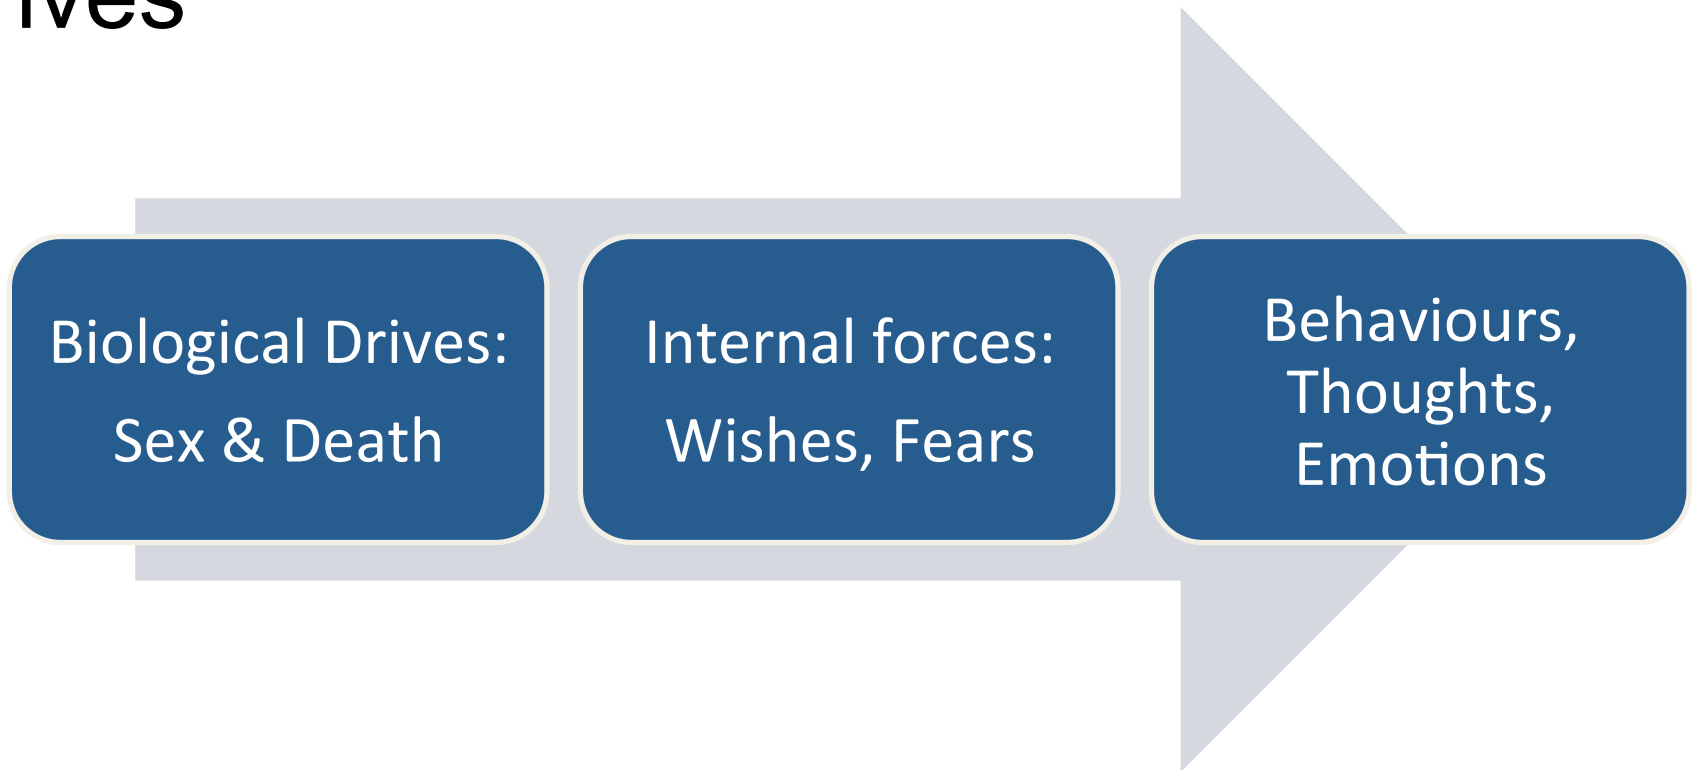 ives
Biological Drives:
Sex & Death
Internal forces:
Wishes, Fears
Behaviours,
Thoughts,
Emotions